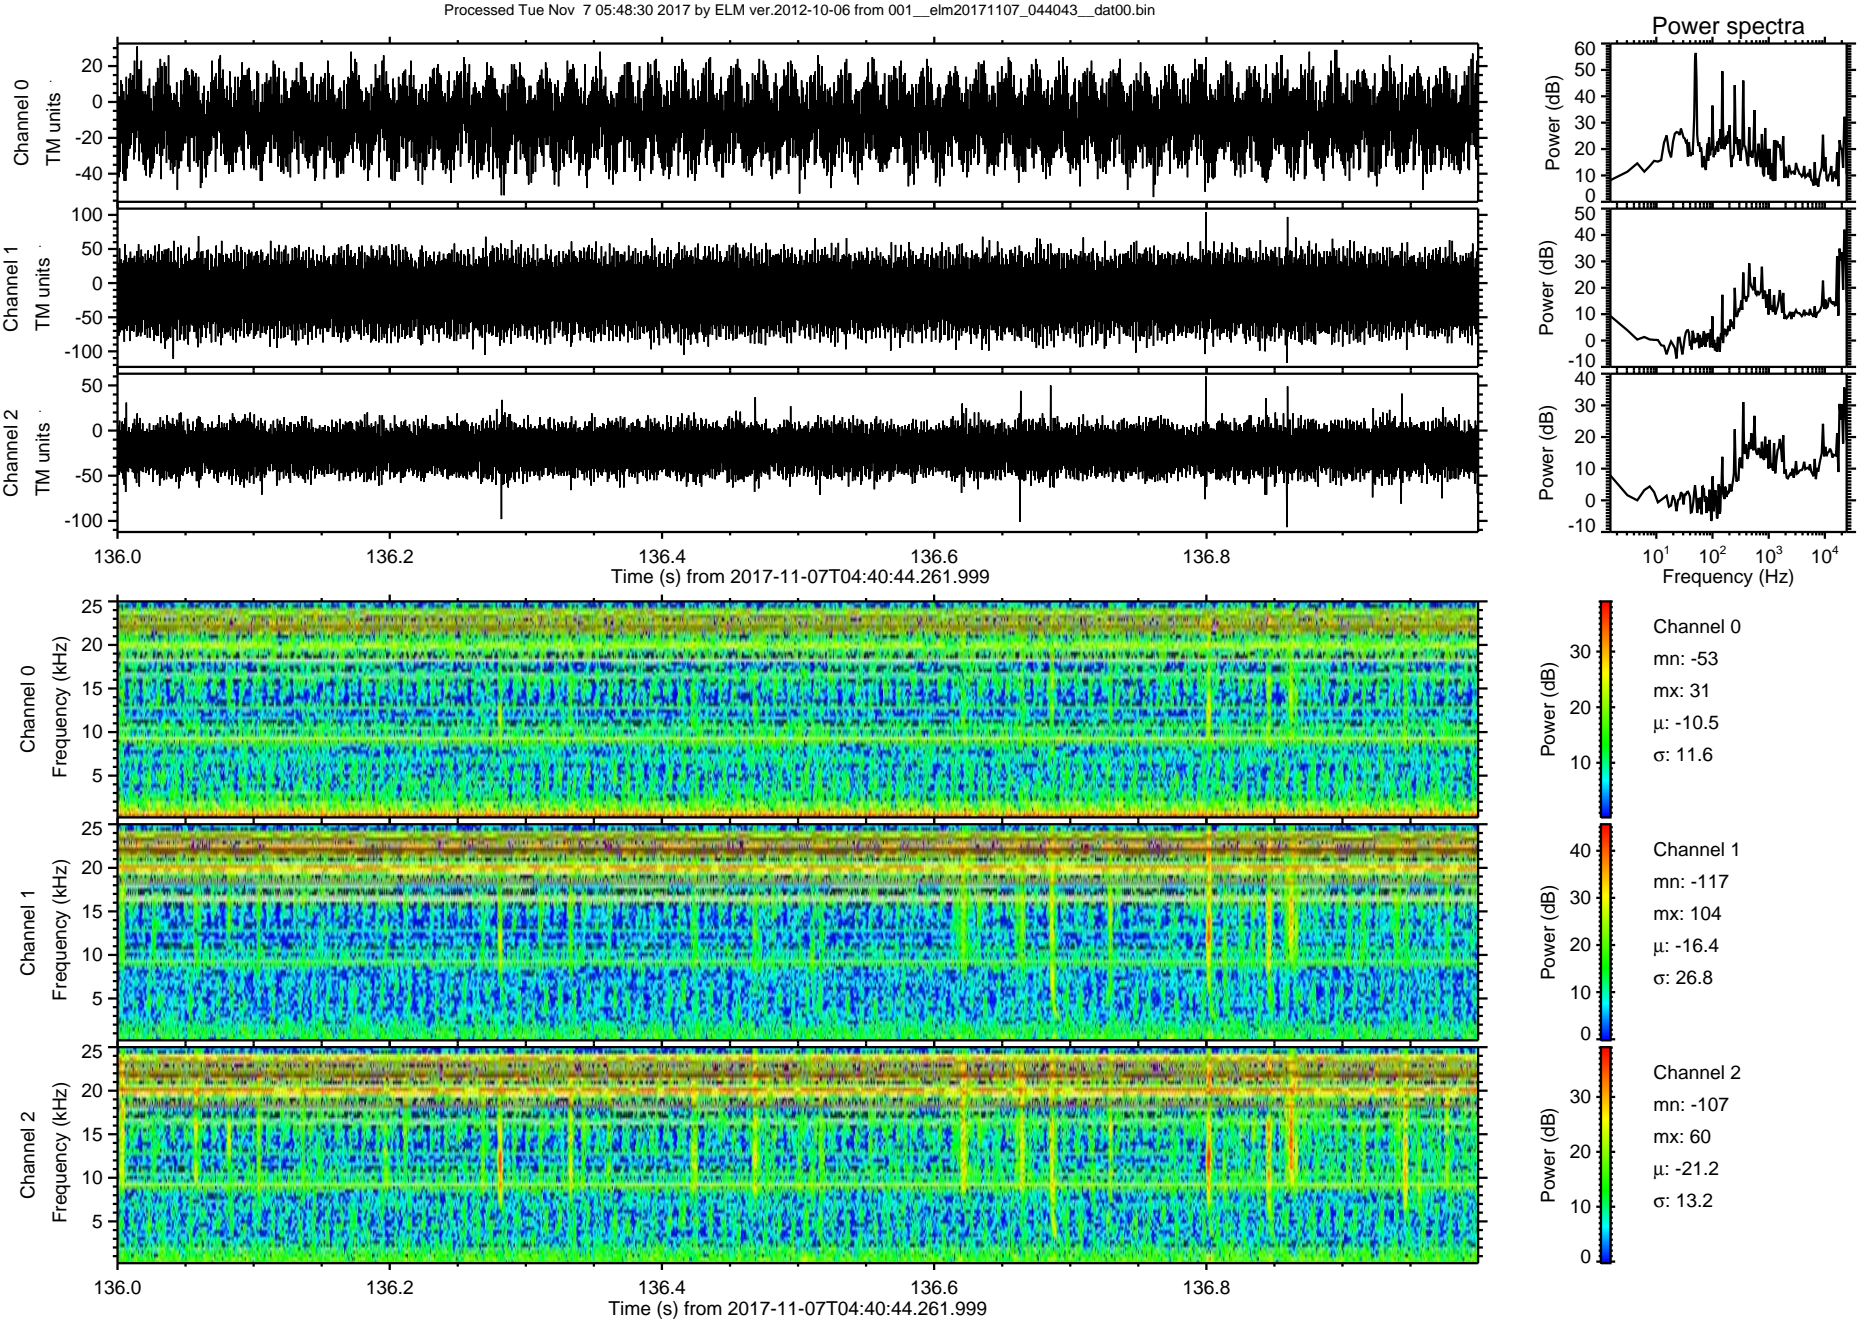 Processed Tue Nov  7 05:48:30 2017 by ELM ver.2012-10-06 from 001__elm20171107_044043__dat00.bin
Power spectra
Channel 0
TM units
20
0
-20
-40
Power (dB)
60
50
40
30
20
10
0
Channel 1
TM units
100
50
0
-50
-100
Power (dB)
50
40
30
20
10
0
-10
Channel 2
TM units
50
0
-50
-100
Power (dB)
40
30
20
10
0
-10
136.0 136.2 136.4 136.6 136.8
Time (s) from 2017-11-07T04:40:44.261.999
10¹ 10² 10³ 10⁴
Frequency (Hz)
Channel 0
Frequency (kHz)
25
20
15
10
5
Power (dB)
30
20
10
Channel 0
mn: -53
mx: 31
μ: -10.5
σ: 11.6
Channel 1
Frequency (kHz)
25
20
15
10
5
Power (dB)
40
30
20
10
0
Channel 1
mn: -117
mx: 104
μ: -16.4
σ: 26.8
Channel 2
Frequency (kHz)
25
20
15
10
5
Power (dB)
30
20
10
0
Channel 2
mn: -107
mx: 60
μ: -21.2
σ: 13.2
136.0 136.2 136.4 136.6 136.8
Time (s) from 2017-11-07T04:40:44.261.999